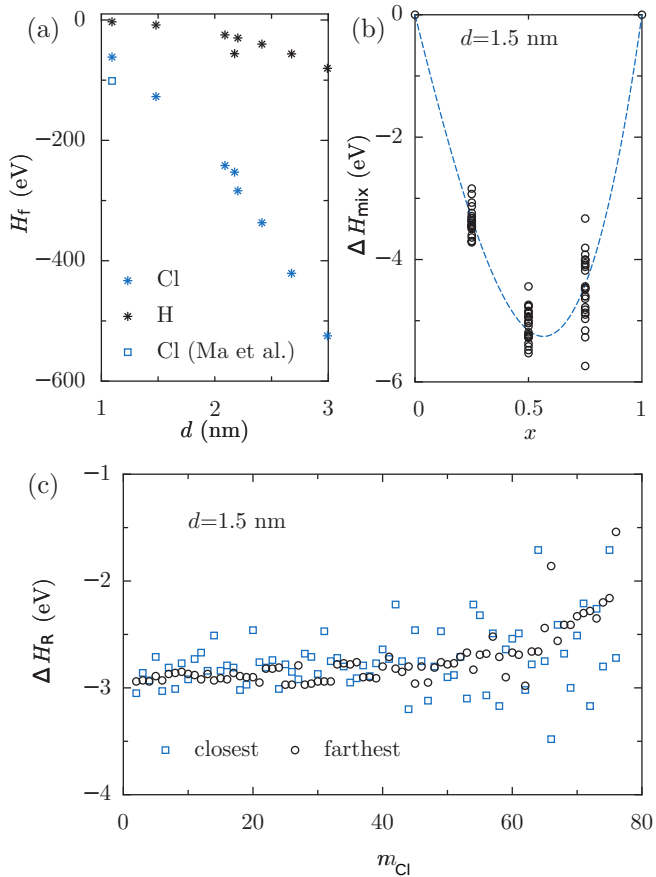 (a)
0
−200
−400
−600
H_f (eV)
Cl
H
Cl (Ma et al.)
1
2
3
d (nm)
(b)
d=1.5 nm
0
−2
−4
−6
Δ H_mix (eV)
0
0.5
1
x
(c)
d=1.5 nm
−1
−2
−3
−4
Δ H_R (eV)
closest
farthest
0
20
40
60
80
m_Cl